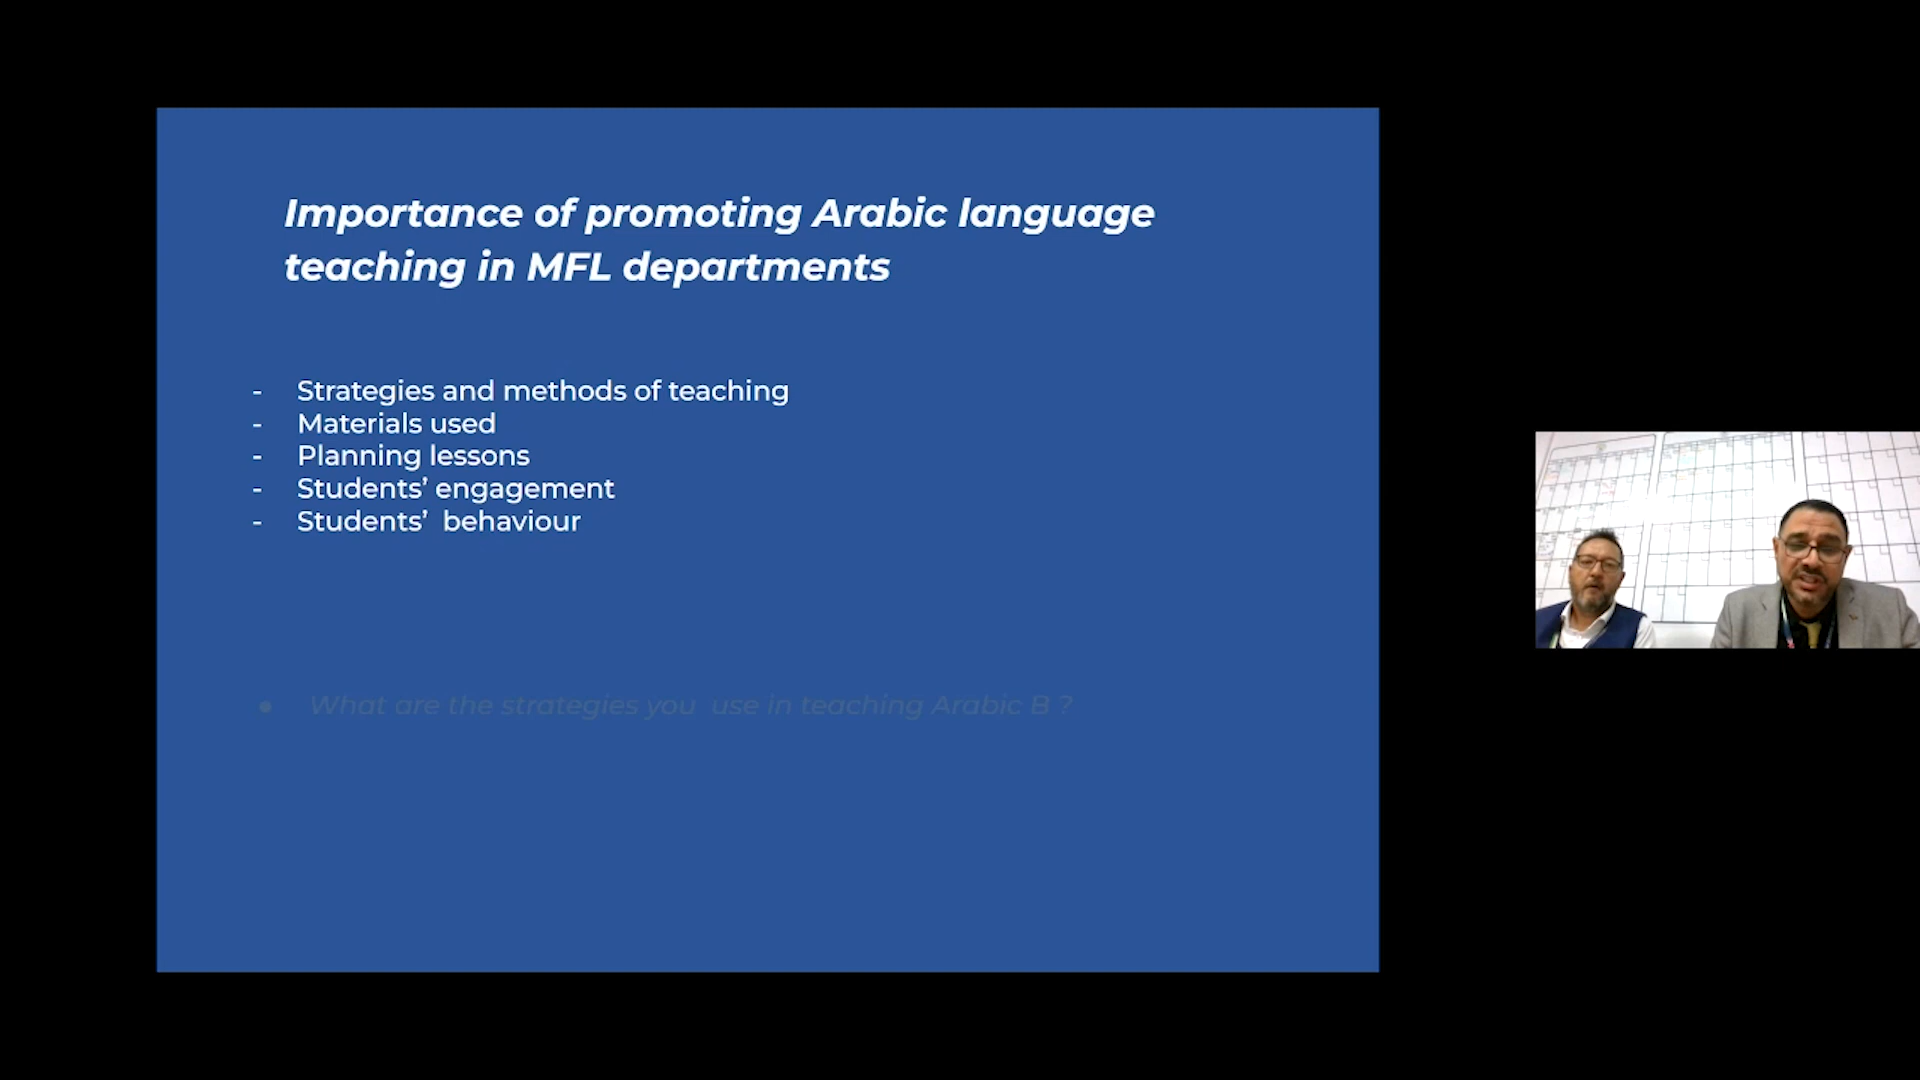 Importance of promoting Arabic language
teaching in MFL departments
- Strategies and methods of teaching
- Materials used
- Planning lessons
- Students’ engagement
- Students’ behaviour
● What are the strategies you use in teaching Arabic B ?